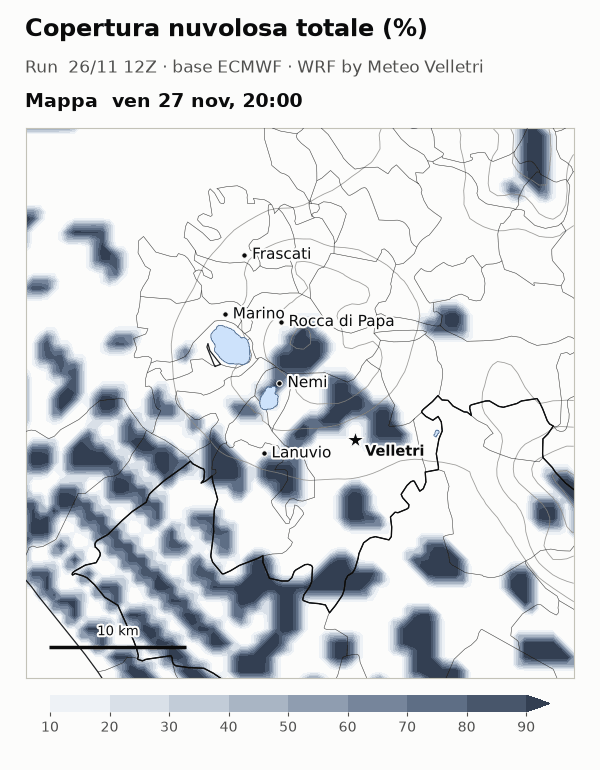 Copertura nuvolosa totale (%)
Run  26/11 12Z · base ECMWF · WRF by Meteo Velletri
Mappa  ven 27 nov, 20:00
Frascati
Marino
Rocca di Papa
Nemi
Velletri
Lanuvio
10 km
10 20 30 40 50 60 70 80 90